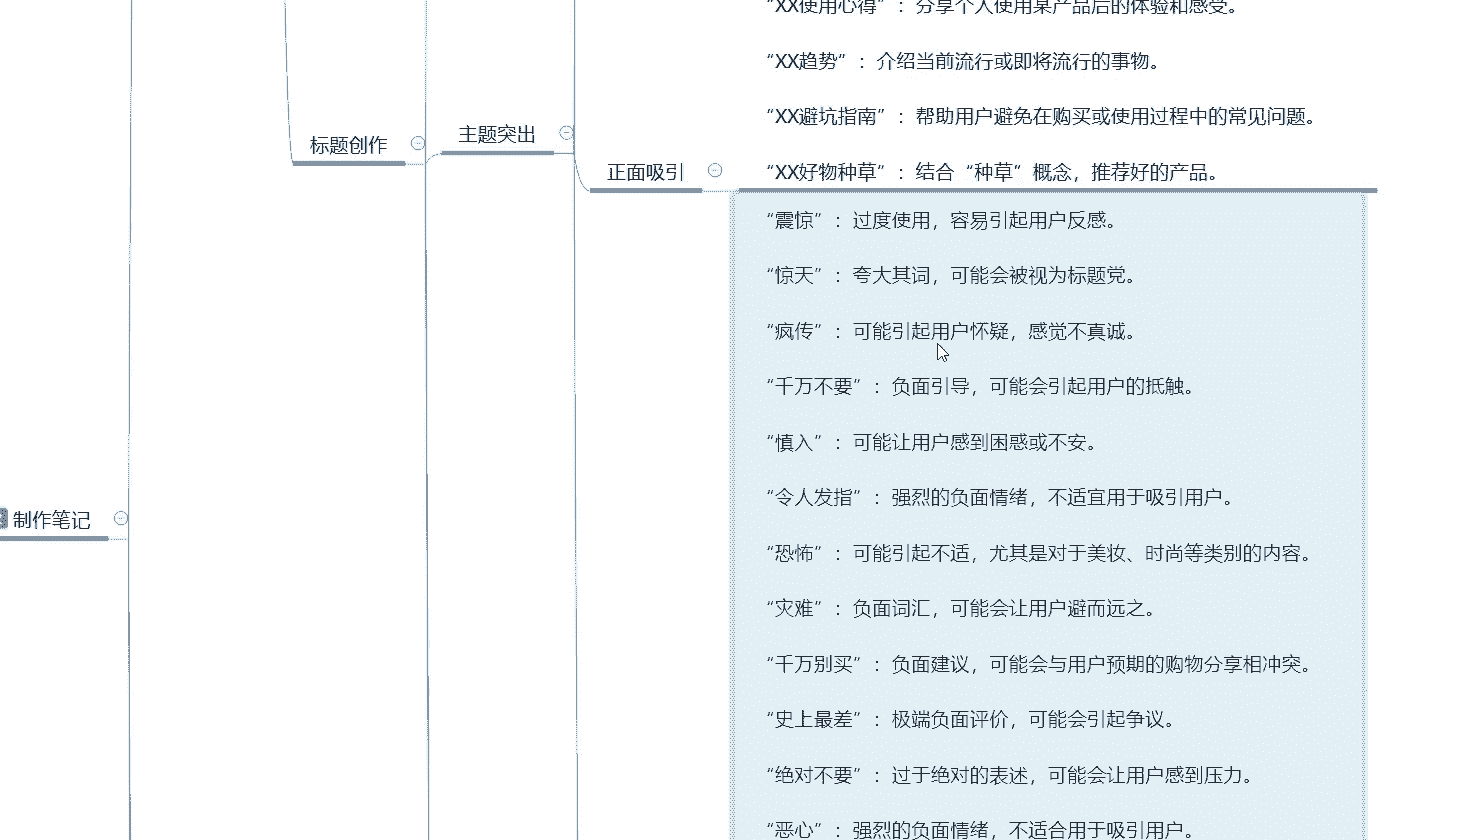 “XX使用心得”：分享个人使用某产品后的体验和感受。
“XX趋势”：介绍当前流行或即将流行的事物。
“XX避坑指南”：帮助用户避免在购买或使用过程中的常见问题。
主题突出
标题创作
正面吸引
“XX好物种草”：结合“种草”概念，推荐好的产品。
“震惊”：过度使用，容易引起用户反感。
“惊天”：夸大其词，可能会被视为标题党。
“疯传”：可能引起用户怀疑，感觉不真诚。
“千万不要”：负面引导，可能会引起用户的抵触。
“慎入”：可能让用户感到困惑或不安。
“令人发指”：强烈的负面情绪，不适宜用于吸引用户。
制作笔记
“恐怖”：可能引起不适，尤其是对于美妆、时尚等类别的内容。
“灾难”：负面词汇，可能会让用户避而远之。
“千万别买”：负面建议，可能会与用户预期的购物分享相冲突。
“史上最差”：极端负面评价，可能会引起争议。
“绝对不要”：过于绝对的表述，可能会让用户感到压力。
“恶心”：强烈的负面情绪，不适合用于吸引用户。